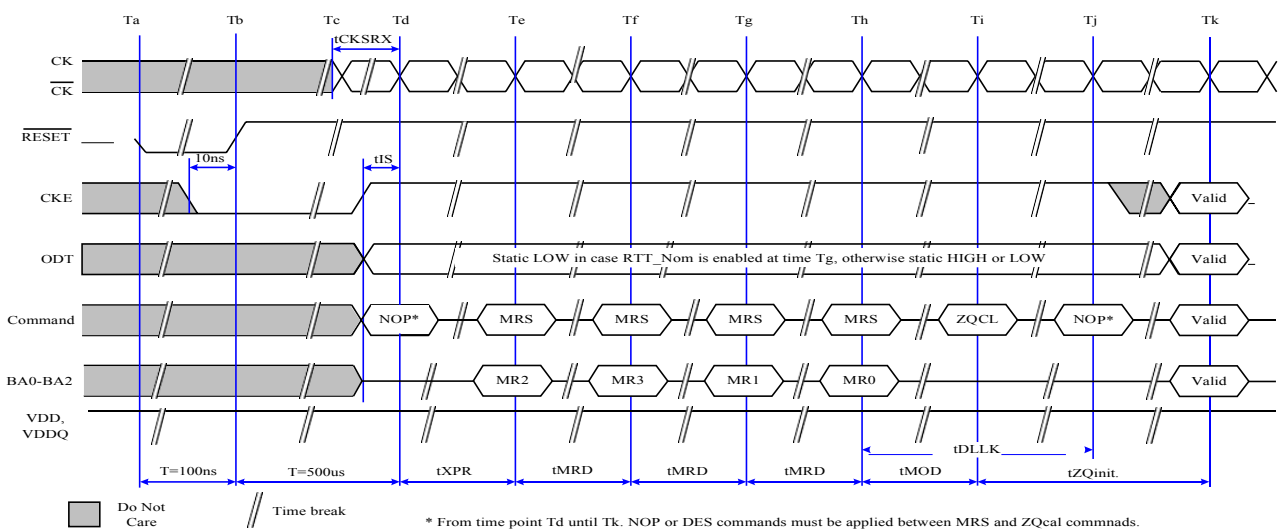 Ta Tb Tc Td Te Tf Tg Th Ti Tj Tk
tCKSRX
CK
CK
RESET
10ns tIS
CKE Valid
ODT Static LOW in case RTT_Nom is enabled at time Tg, otherwise static HIGH or LOW Valid
Command NOP* MRS MRS MRS MRS ZQCL NOP* Valid
BA0-BA2 MR2 MR3 MR1 MR0 Valid
VDD,
VDDQ
tDLLK
T=100ns T=500us tXPR tMRD tMRD tMRD tMOD tZQinit.
Do Not
Care
Time break
* From time point Td until Tk. NOP or DES commands must be applied between MRS and ZQcal commnads.